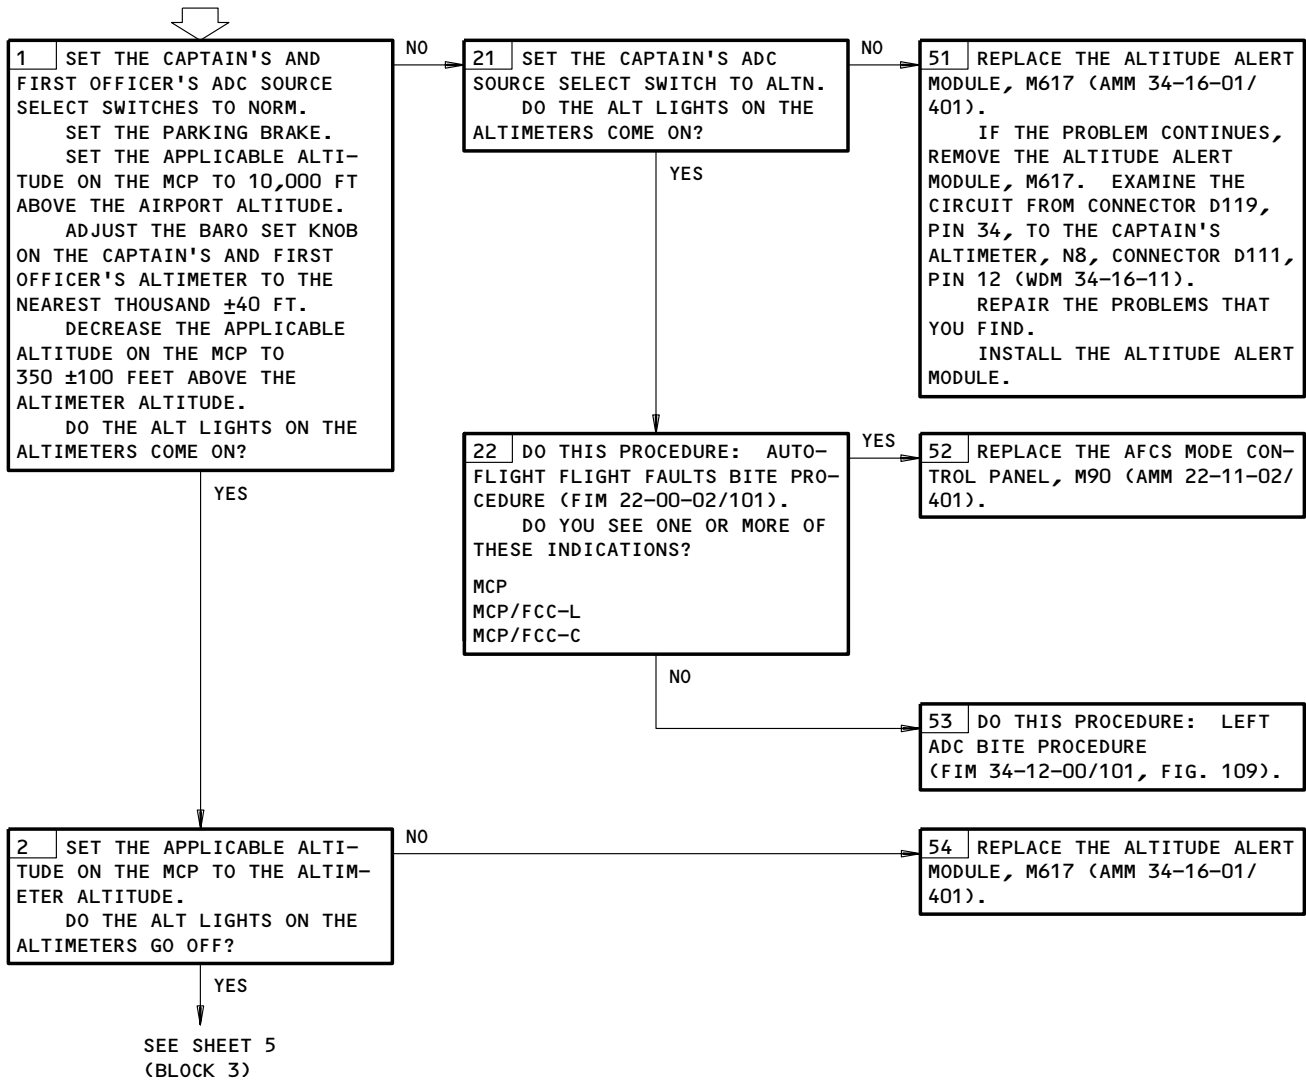 1 SET THE CAPTAIN'S AND
FIRST OFFICER'S ADC SOURCE
SELECT SWITCHES TO NORM.
SET THE PARKING BRAKE.
SET THE APPLICABLE ALTI-
TUDE ON THE MCP TO 10,000 FT
ABOVE THE AIRPORT ALTITUDE.
ADJUST THE BARO SET KNOB
ON THE CAPTAIN'S AND FIRST
OFFICER'S ALTIMETER TO THE
NEAREST THOUSAND ±40 FT.
DECREASE THE APPLICABLE
ALTITUDE ON THE MCP TO
350 ±100 FEET ABOVE THE
ALTIMETER ALTITUDE.
DO THE ALT LIGHTS ON THE
ALTIMETERS COME ON?
NO
21 SET THE CAPTAIN'S ADC
SOURCE SELECT SWITCH TO ALTN.
DO THE ALT LIGHTS ON THE
ALTIMETERS COME ON?
NO
51 REPLACE THE ALTITUDE ALERT
MODULE, M617 (AMM 34-16-01/
401).
IF THE PROBLEM CONTINUES,
REMOVE THE ALTITUDE ALERT
MODULE, M617. EXAMINE THE
CIRCUIT FROM CONNECTOR D119,
PIN 34, TO THE CAPTAIN'S
ALTIMETER, N8, CONNECTOR D111,
PIN 12 (WDM 34-16-11).
REPAIR THE PROBLEMS THAT
YOU FIND.
INSTALL THE ALTITUDE ALERT
MODULE.
YES
22 DO THIS PROCEDURE: AUTO-
FLIGHT FLIGHT FAULTS BITE PRO-
CEDURE (FIM 22-00-02/101).
DO YOU SEE ONE OR MORE OF
THESE INDICATIONS?
MCP
MCP/FCC-L
MCP/FCC-C
YES
52 REPLACE THE AFCS MODE CON-
TROL PANEL, M90 (AMM 22-11-02/
401).
NO
53 DO THIS PROCEDURE: LEFT
ADC BITE PROCEDURE
(FIM 34-12-00/101, FIG. 109).
YES
2 SET THE APPLICABLE ALTI-
TUDE ON THE MCP TO THE ALTIM-
ETER ALTITUDE.
DO THE ALT LIGHTS ON THE
ALTIMETERS GO OFF?
NO
54 REPLACE THE ALTITUDE ALERT
MODULE, M617 (AMM 34-16-01/
401).
YES
SEE SHEET 5
(BLOCK 3)